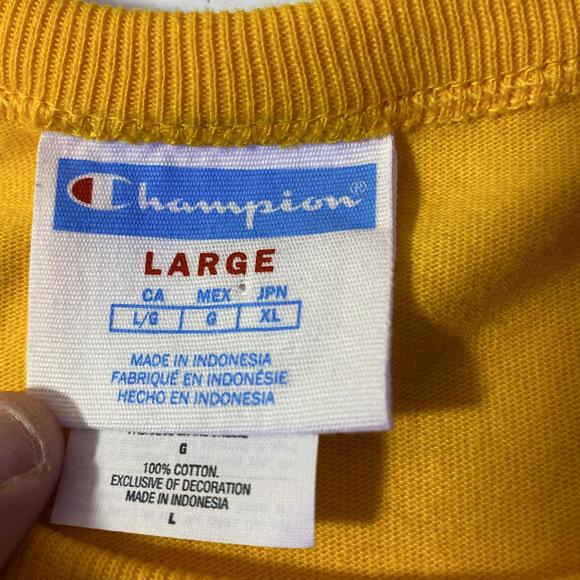 Champion®
LARGE
CA MEX JPN
L/G G XL
MADE IN INDONESIA
FABRIQUÉ EN INDONÉSIE
HECHO EN INDONESIA
G
100% COTTON.
EXCLUSIVE OF DECORATION
MADE IN INDONESIA
L